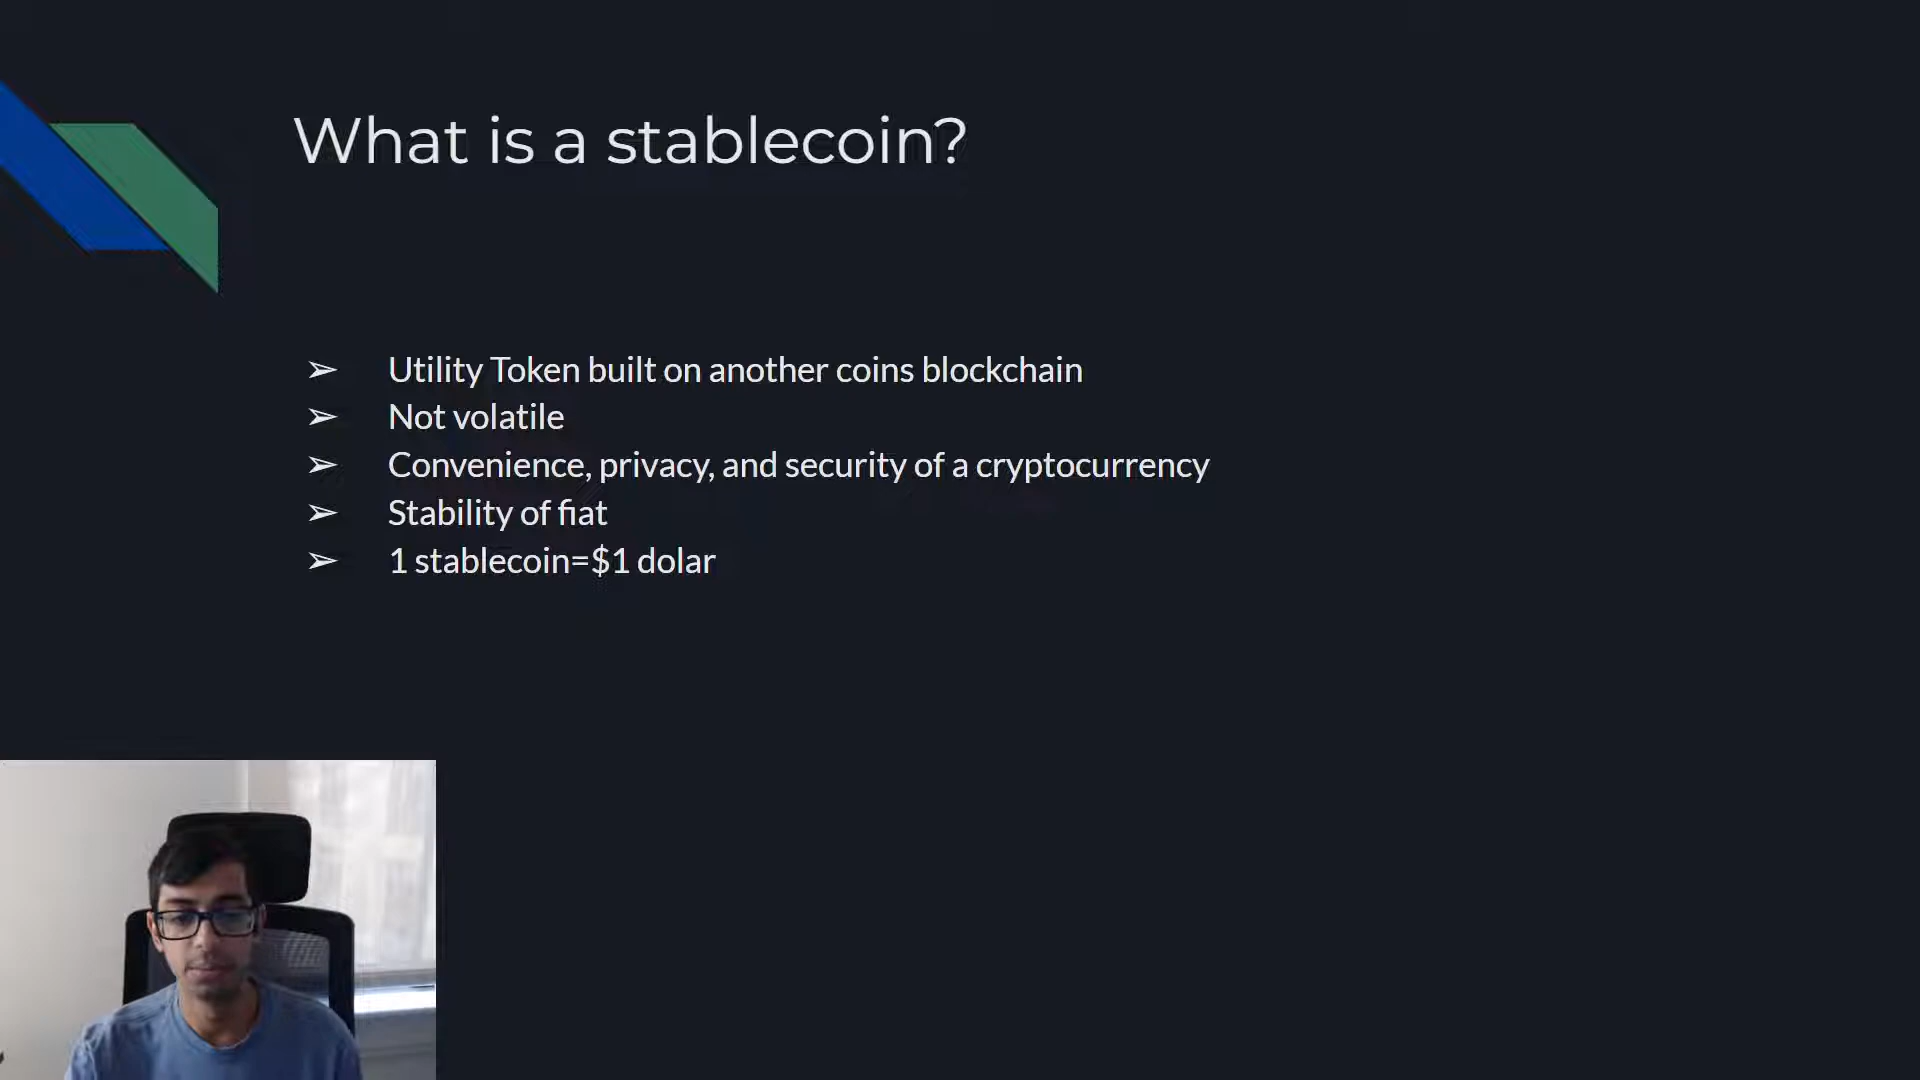 What is a stablecoin?
➢ Utility Token built on another coins blockchain
➢ Not volatile
➢ Convenience, privacy, and security of a cryptocurrency
➢ Stability of fiat
➢ 1 stablecoin=$1 dolar